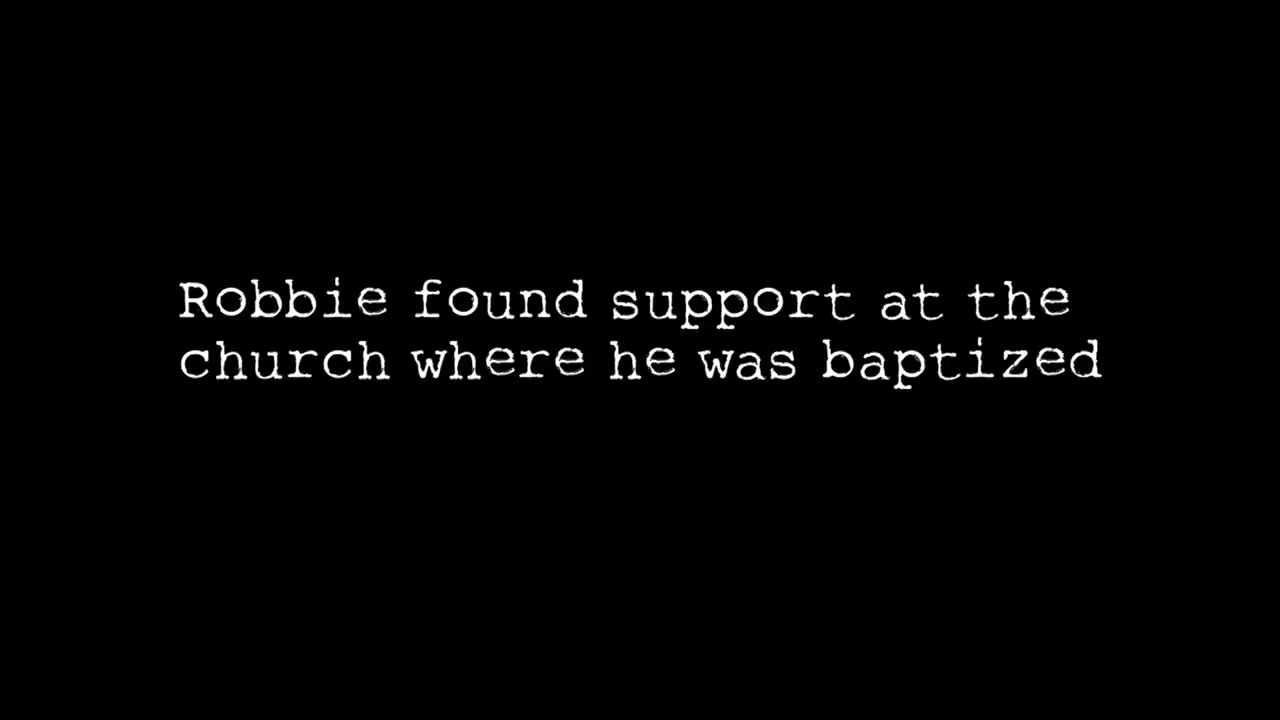 Robbie found support at the
church where he was baptized